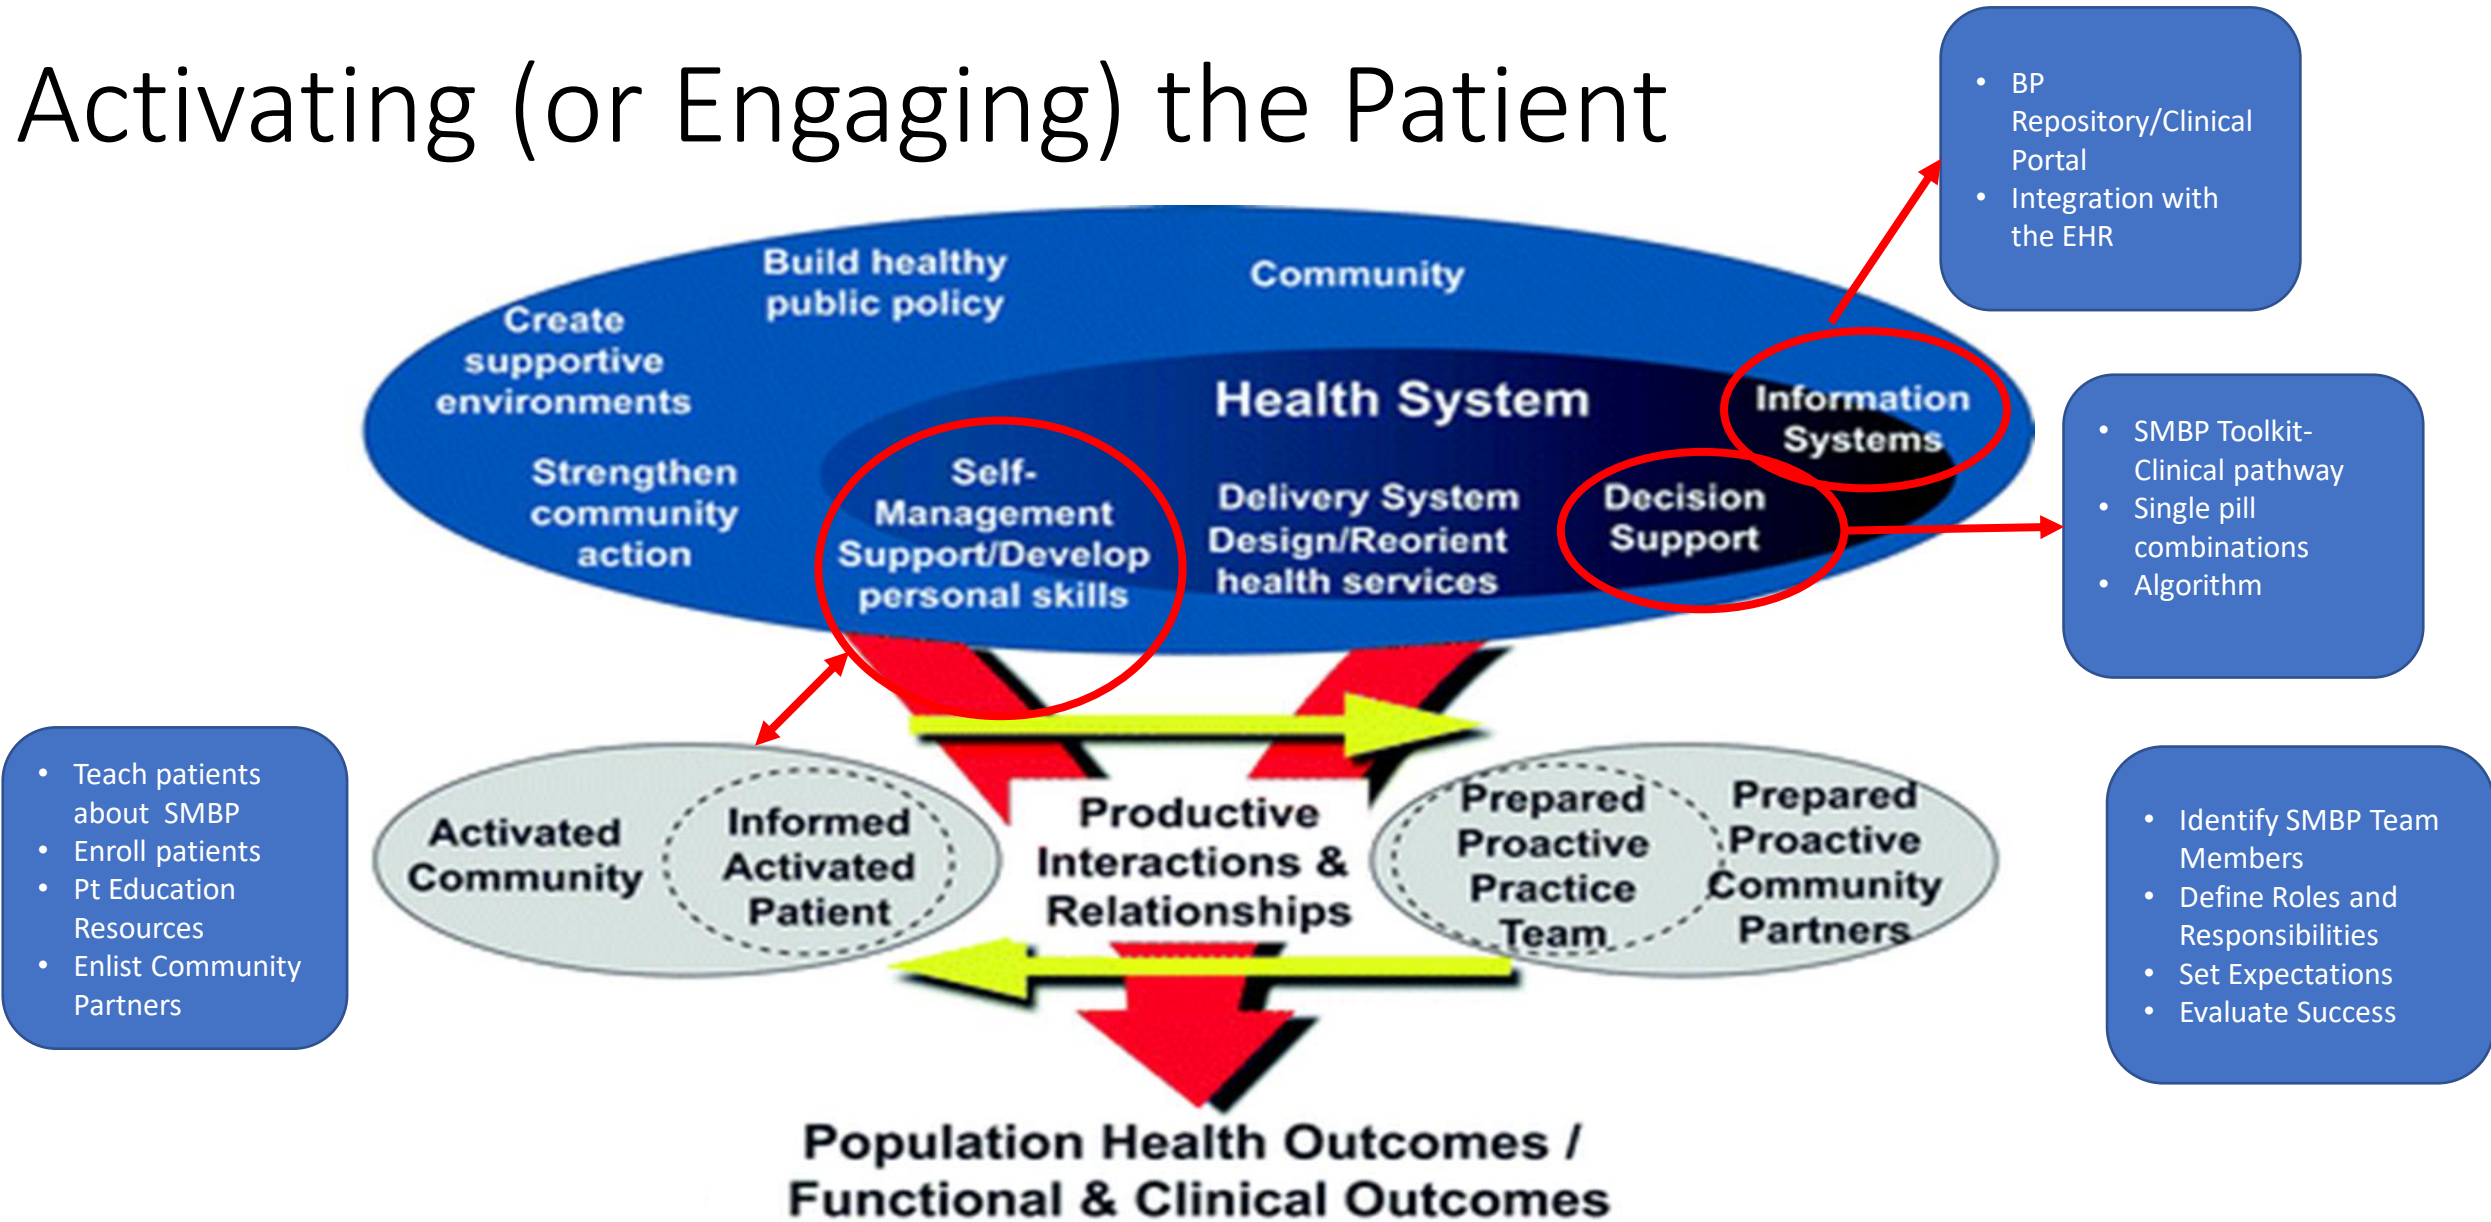 Activating (or Engaging) the Patient
• BP
Repository/Clinical
Portal
• Integration with
the EHR
Build healthy
public policy
Community
Create
supportive
environments
Health System
Information
Systems
Strengthen
community
action
Self-
Management
Support/Develop
personal skills
Delivery System
Design/Reorient
health services
Decision
Support
• SMBP Toolkit-
Clinical pathway
• Single pill
combinations
• Algorithm
• Teach patients
about  SMBP
• Enroll patients
• Pt Education
Resources
• Enlist Community
Partners
Activated
Community
Informed
Activated
Patient
Productive
Interactions &
Relationships
Prepared
Proactive
Practice
Team
Prepared
Proactive
Community
Partners
• Identify SMBP Team
Members
• Define Roles and
Responsibilities
• Set Expectations
• Evaluate Success
Population Health Outcomes /
Functional & Clinical Outcomes